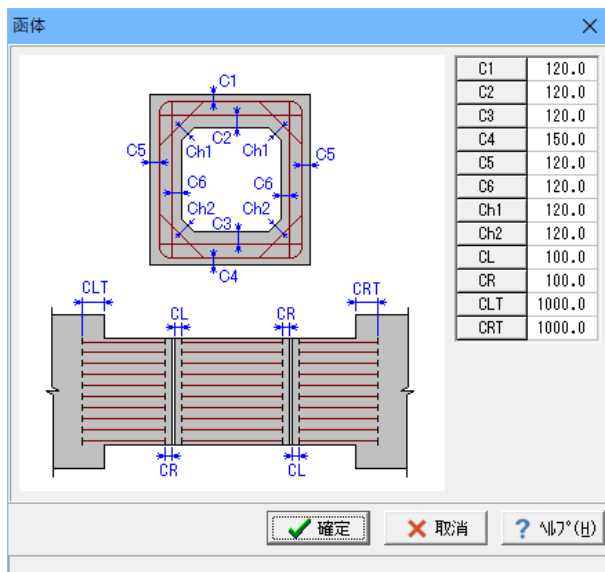 函体
C1
C2
Ch1
Ch1
C5
C5
C6
C6
Ch2
Ch2
C3
C4
CLT
CL
CR
CRT
CR
CL
C1 120.0
C2 120.0
C3 120.0
C4 150.0
C5 120.0
C6 120.0
Ch1 120.0
Ch2 120.0
CL 100.0
CR 100.0
CLT 1000.0
CRT 1000.0
確定
取消
? ﾍﾙﾌﾟ(H)